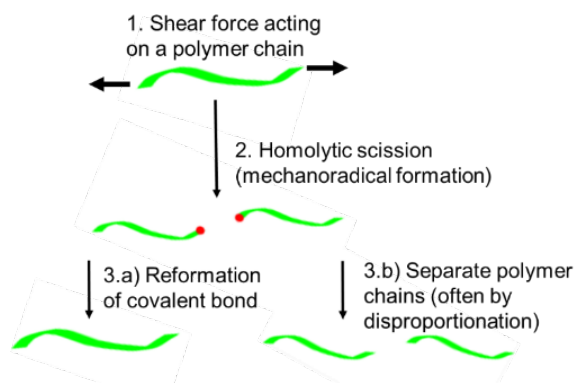 1. Shear force acting
on a polymer chain
2. Homolytic scission
(mechanoradical formation)
3.a) Reformation
of covalent bond
3.b) Separate polymer
chains (often by
disproportionation)